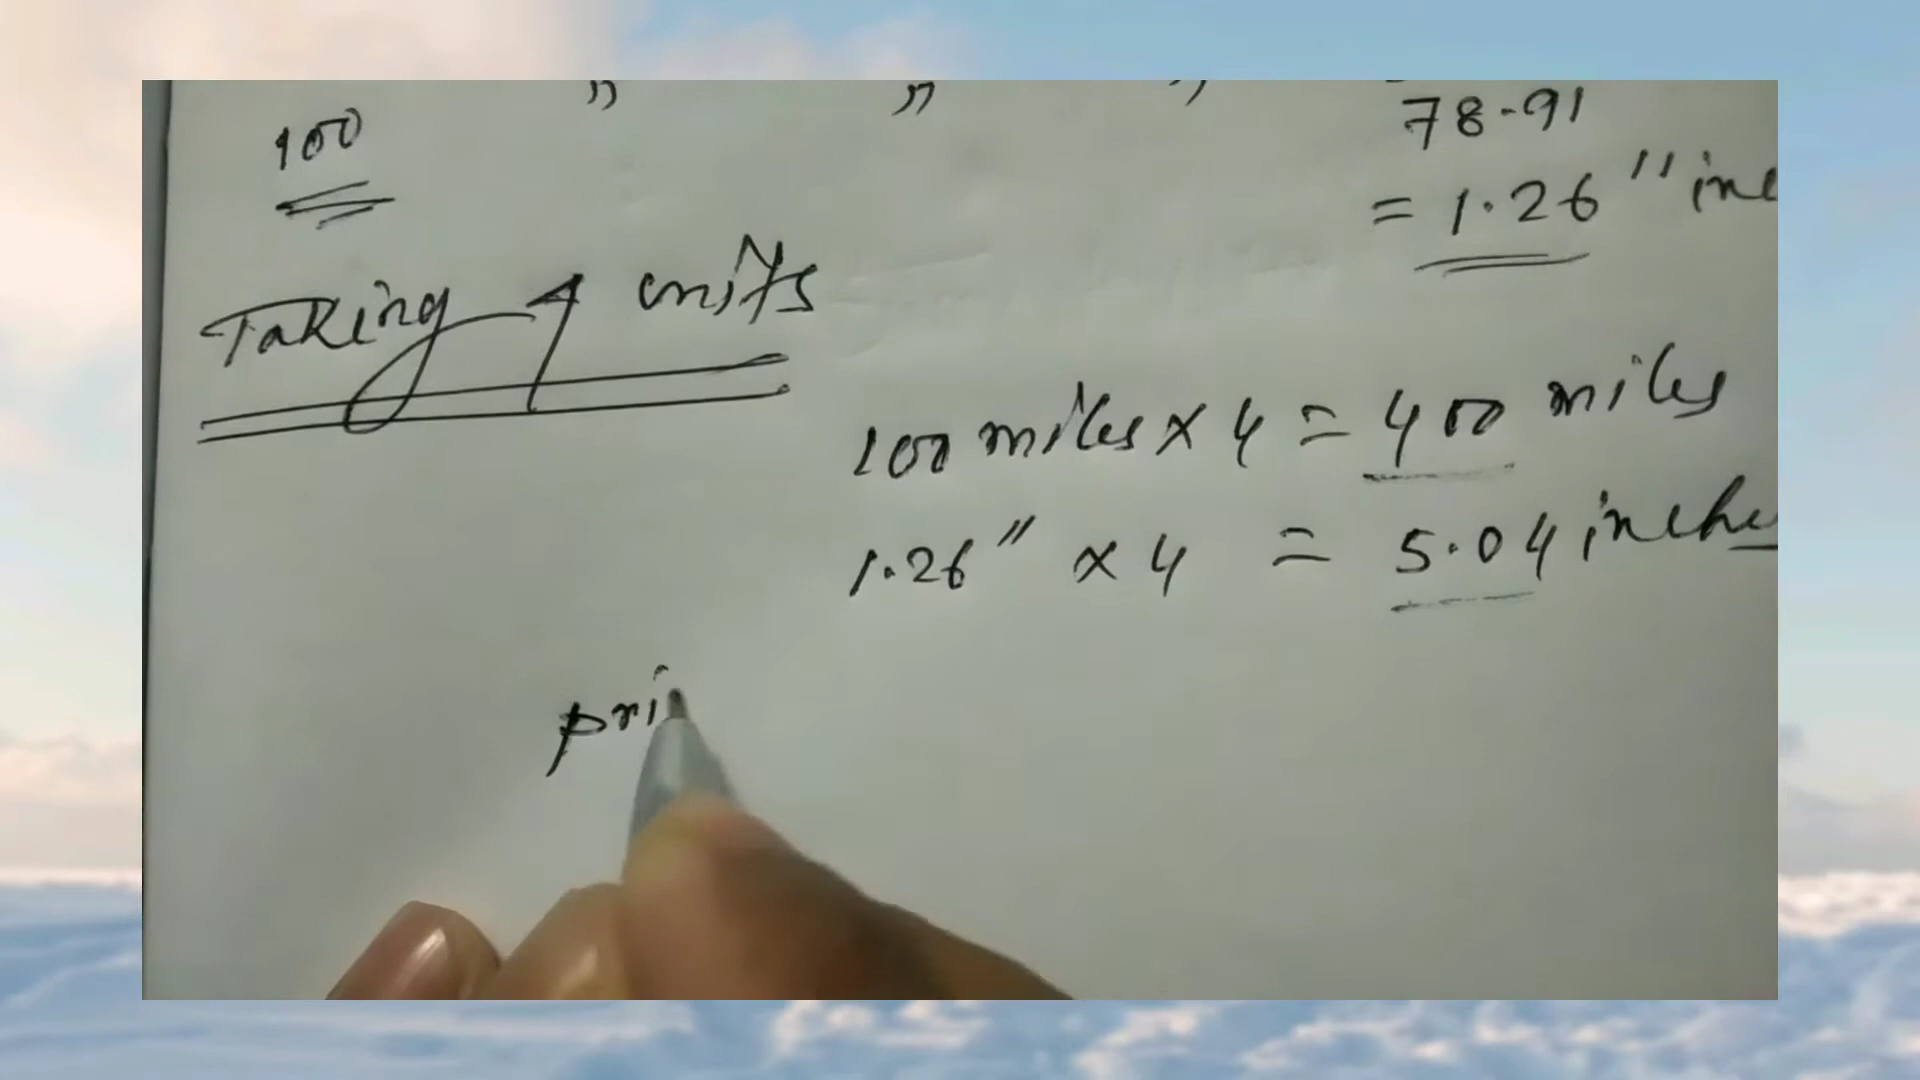 100 " " "
78.91
= 1.26 "
Taking 4 units
100 miles x 4 = 400 miles
1.26" x 4 = 5.04 inches
pri